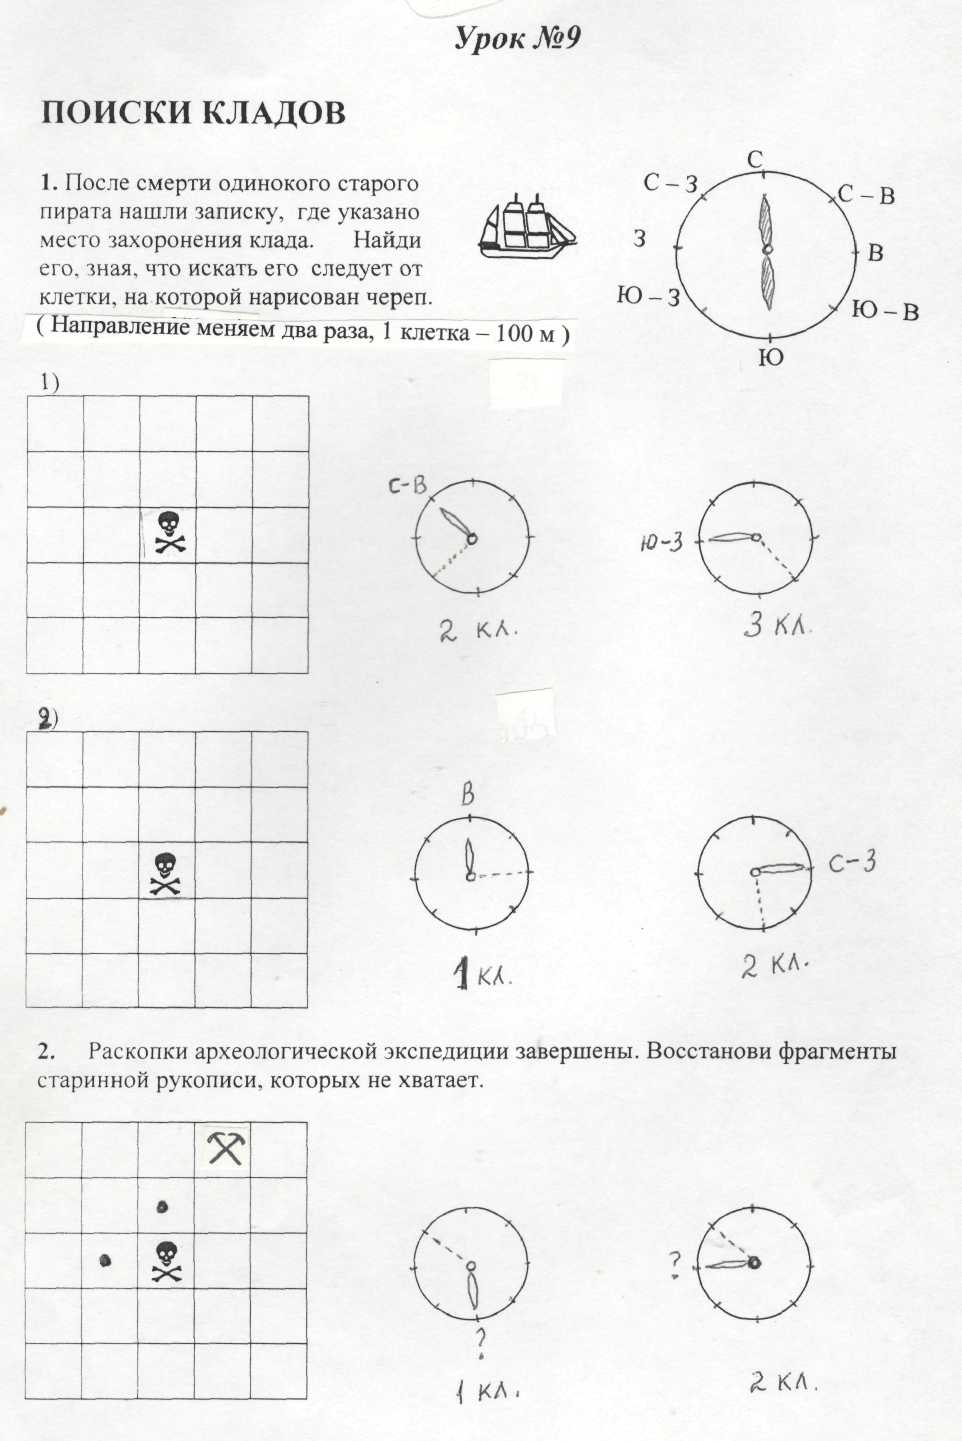 Урок №9
ПОИСКИ КЛАДОВ
1. После смерти одинокого старого
пирата нашли записку, где указано
место захоронения клада. Найди
его, зная, что искать его следует от
клетки, на которой нарисован череп.
( Направление меняем два раза, 1 клетка – 100 м )
С
С – З
С – В
З
В
Ю – З
Ю – В
Ю
1)
С-В
Ю-З
2 кл.
3 кл.
2)
В
С-З
1 кл.
2 кл.
2. Раскопки археологической экспедиции завершены. Восстанови фрагменты
старинной рукописи, которых не хватает.
?
?
1 кл.
2 кл.